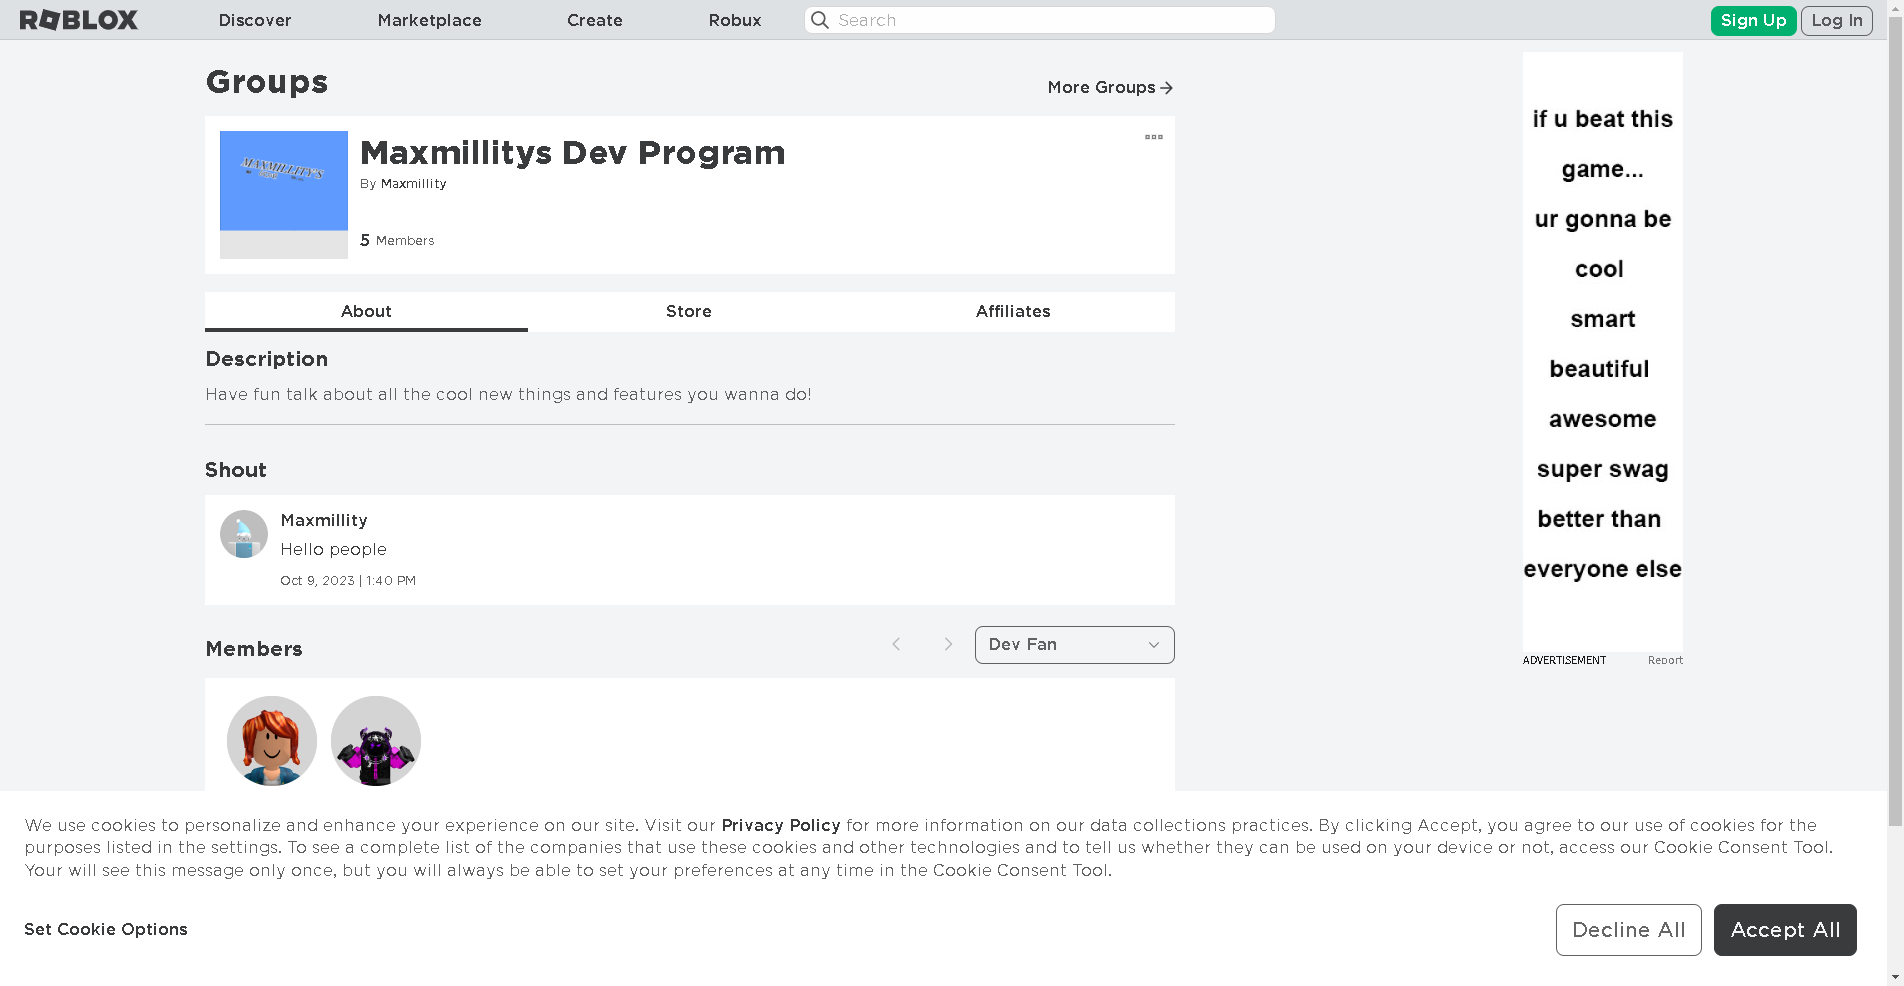 ROBLOX Discover Marketplace Create Robux Search Sign Up Log In
Groups
More Groups
MAXMILLITY'S
Maxmillitys Dev Program
By Maxmillity
5 Members
About Store Affiliates
Description
Have fun talk about all the cool new things and features you wanna do!
Shout
Maxmillity
Hello people
Oct 9, 2023 | 1:40 PM
Members
Dev Fan
if u beat this
game...
ur gonna be
cool
smart
beautiful
awesome
super swag
better than
everyone else
ADVERTISEMENT Report
We use cookies to personalize and enhance your experience on our site. Visit our Privacy Policy for more information on our data collections practices. By clicking Accept, you agree to our use of cookies for the
purposes listed in the settings. To see a complete list of the companies that use these cookies and other technologies and to tell us whether they can be used on your device or not, access our Cookie Consent Tool.
Your will see this message only once, but you will always be able to set your preferences at any time in the Cookie Consent Tool.
Set Cookie Options
Decline All
Accept All